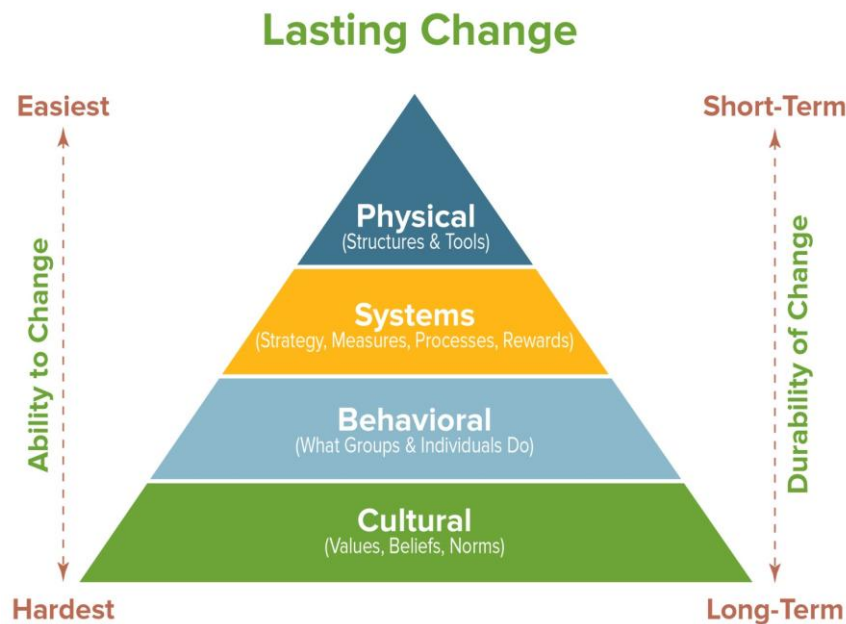 Lasting Change
Easiest
Short-Term
Ability to Change
Durability of Change
Physical
(Structures & Tools)
Systems
(Strategy, Measures, Processes, Rewards)
Behavioral
(What Groups & Individuals Do)
Cultural
(Values, Beliefs, Norms)
Hardest
Long-Term